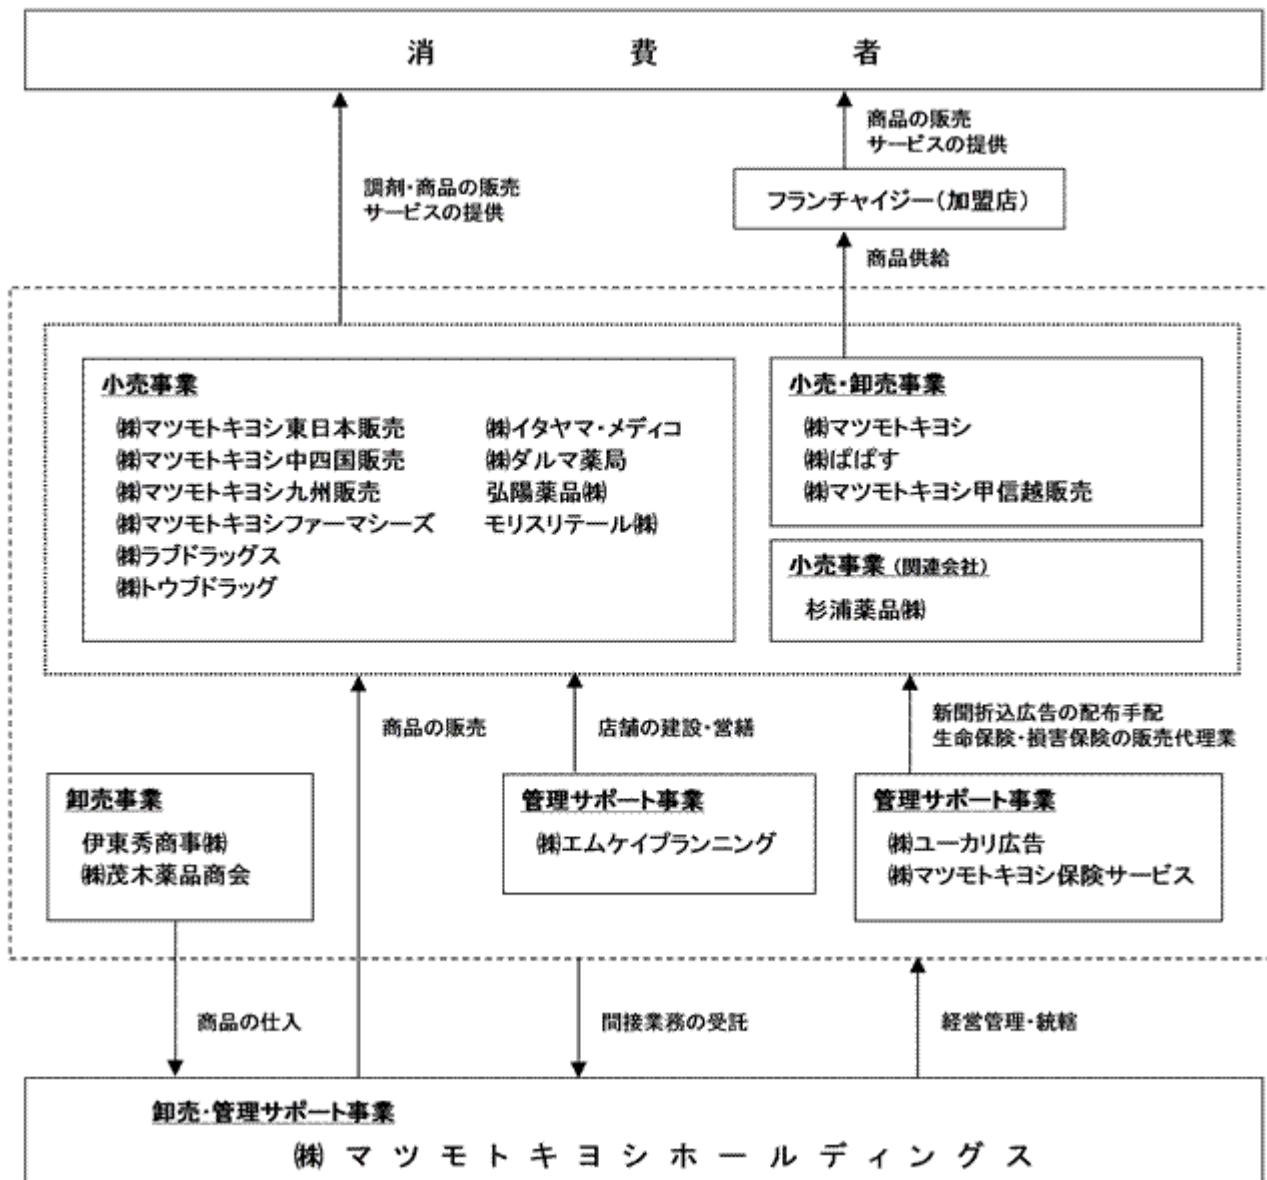 消費者
商品の販売
サービスの提供
調剤・商品の販売
サービスの提供
フランチャイジー（加盟店）
商品供給
小売事業
㈱マツモトキヨシ東日本販売
㈱マツモトキヨシ中四国販売
㈱マツモトキヨシ九州販売
㈱マツモトキヨシファーマシーズ
㈱ラブドラッグス
㈱トウブドラッグ
㈱イタヤマ・メディコ
㈱ダルマ薬局
弘陽薬品㈱
モリスリテール㈱
小売・卸売事業
㈱マツモトキヨシ
㈱ぱぱす
㈱マツモトキヨシ甲信越販売
小売事業（関連会社）
杉浦薬品㈱
商品の販売
店舗の建設・営繕
新聞折込広告の配布手配
生命保険・損害保険の販売代理業
卸売事業
伊東秀商事㈱
㈱茂木薬品商会
管理サポート事業
㈱エムケイプランニング
管理サポート事業
㈱ユーカリ広告
㈱マツモトキヨシ保険サービス
商品の仕入
間接業務の受託
経営管理・統轄
卸売・管理サポート事業
㈱マツモトキヨシホールディングス